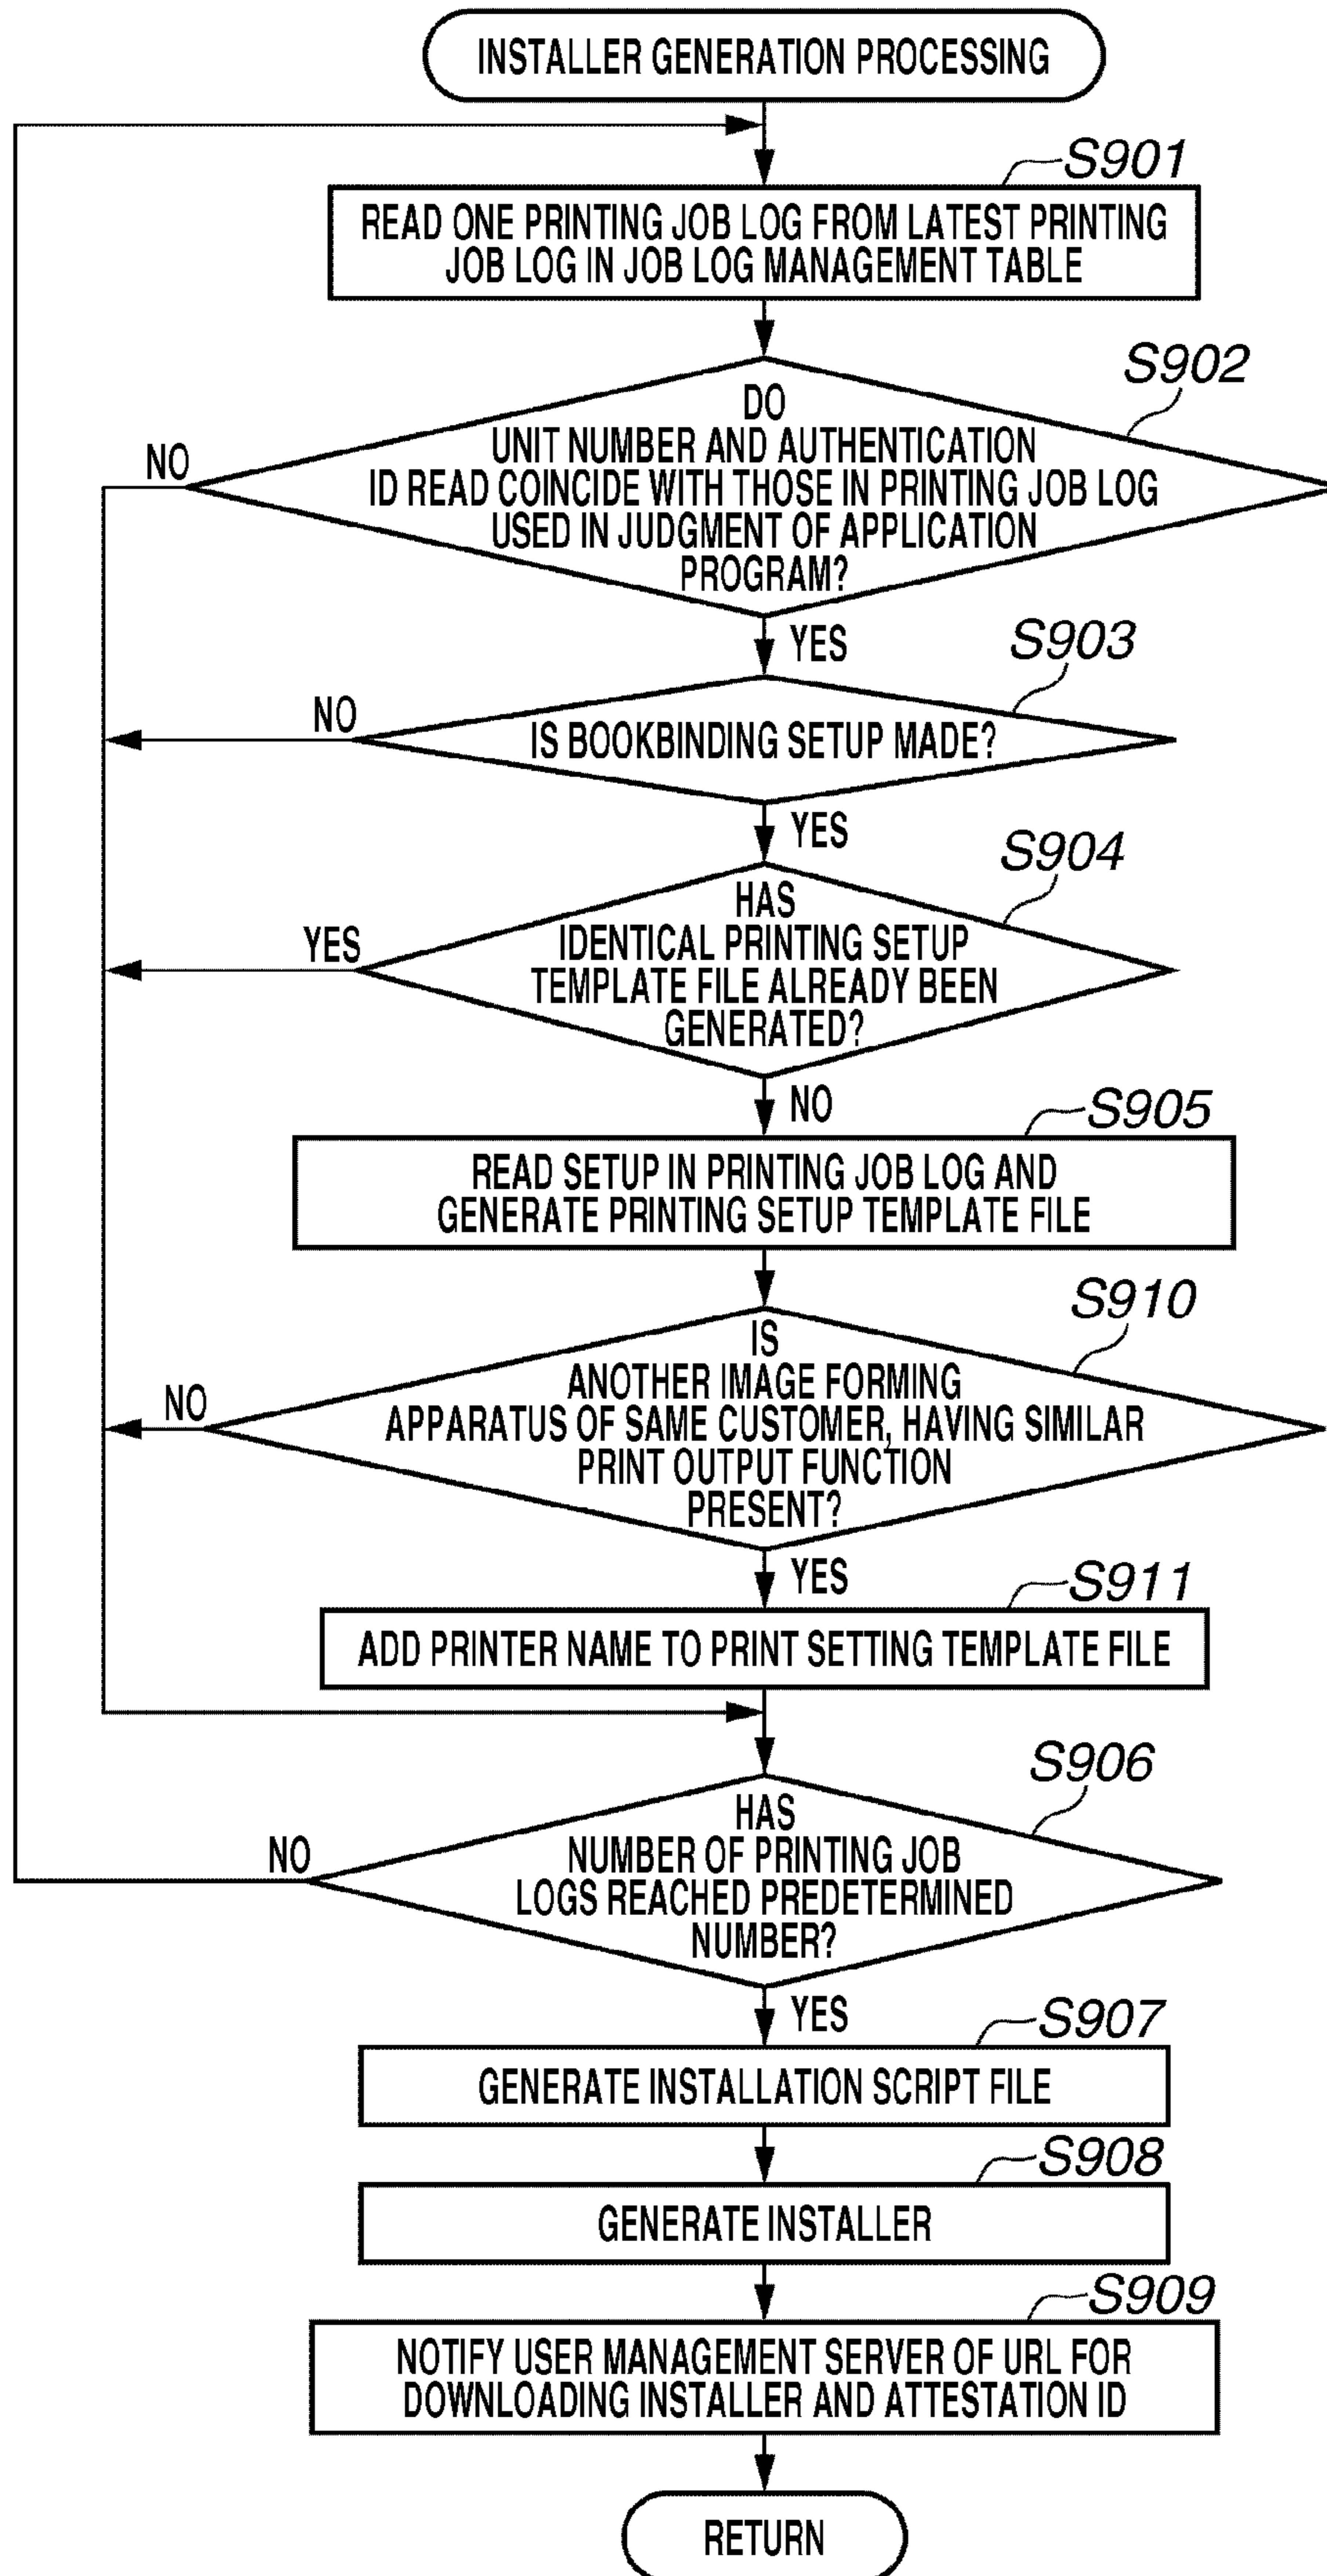 INSTALLER GENERATION PROCESSING
S901
READ ONE PRINTING JOB LOG FROM LATEST PRINTING
JOB LOG IN JOB LOG MANAGEMENT TABLE
S902
DO
UNIT NUMBER AND AUTHENTICATION
ID READ COINCIDE WITH THOSE IN PRINTING JOB LOG
USED IN JUDGMENT OF APPLICATION
PROGRAM?
NO
YES
S903
IS BOOKBINDING SETUP MADE?
NO
YES
S904
HAS
IDENTICAL PRINTING SETUP
TEMPLATE FILE ALREADY BEEN
GENERATED?
YES
NO
S905
READ SETUP IN PRINTING JOB LOG AND
GENERATE PRINTING SETUP TEMPLATE FILE
S910
IS
ANOTHER IMAGE FORMING
APPARATUS OF SAME CUSTOMER, HAVING SIMILAR
PRINT OUTPUT FUNCTION
PRESENT?
NO
YES
S911
ADD PRINTER NAME TO PRINT SETTING TEMPLATE FILE
S906
HAS
NUMBER OF PRINTING JOB
LOGS REACHED PREDETERMINED
NUMBER?
NO
YES
S907
GENERATE INSTALLATION SCRIPT FILE
S908
GENERATE INSTALLER
S909
NOTIFY USER MANAGEMENT SERVER OF URL FOR
DOWNLOADING INSTALLER AND ATTESTATION ID
RETURN